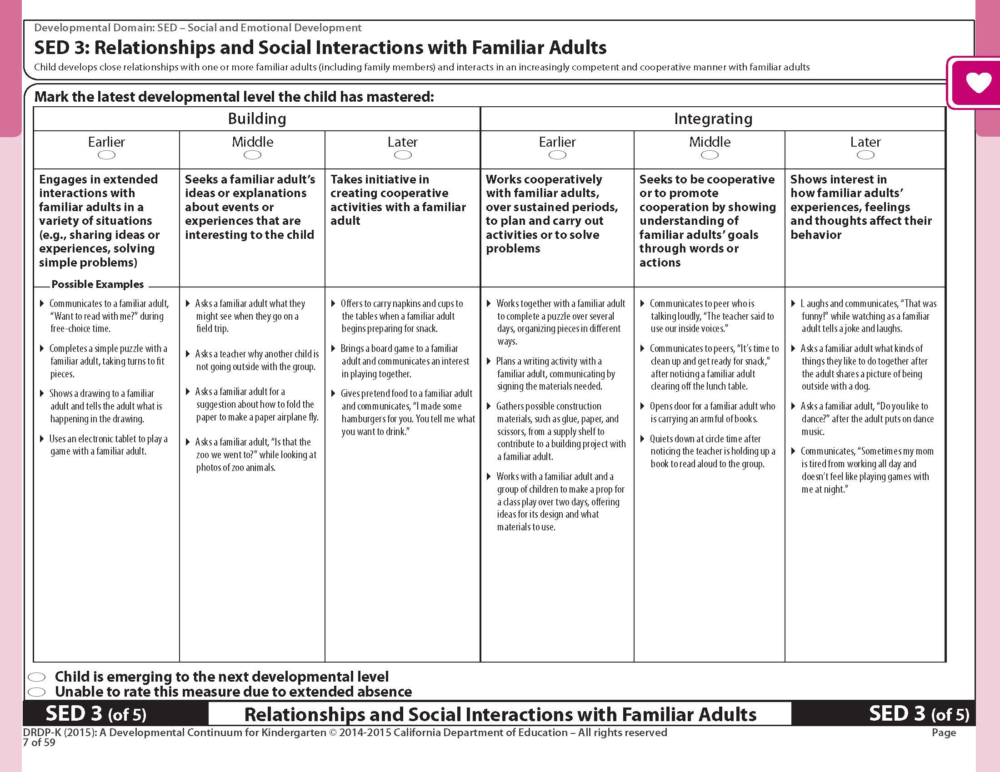 Developmental Domain: SED – Social and Emotional Development
SED 3: Relationships and Social Interactions with Familiar Adults
Child develops close relationships with one or more familiar adults (including family members) and interacts in an increasingly competent and cooperative manner with familiar adults
Mark the latest developmental level the child has mastered:
Building
Integrating
Earlier
Middle
Later
Earlier
Middle
Later
Engages in extended
interactions with
familiar adults in a
variety of situations
(e.g., sharing ideas or
experiences, solving
simple problems)
Seeks a familiar adult’s
ideas or explanations
about events or
experiences that are
interesting to the child
Takes initiative in
creating cooperative
activities with a familiar
adult
Works cooperatively
with familiar adults,
over sustained periods,
to plan and carry out
activities or to solve
problems
Seeks to be cooperative
or to promote
cooperation by showing
understanding of
familiar adults’ goals
through words or
actions
Shows interest in
how familiar adults’
experiences, feelings
and thoughts affect their
behavior
Possible Examples
Communicates to a familiar adult,
“Want to read with me?” during
free-choice time.
Completes a simple puzzle with a
familiar adult, taking turns to fit
pieces.
Shows a drawing to a familiar
adult and tells the adult what is
happening in the drawing.
Uses an electronic tablet to play a
game with a familiar adult.
Asks a familiar adult what they
might see when they go on a
field trip.
Asks a teacher why another child is
not going outside with the group.
Asks a familiar adult for a
suggestion about how to fold the
paper to make a paper airplane fly.
Asks a familiar adult, “Is that the
zoo we went to?” while looking at
photos of zoo animals.
Offers to carry napkins and cups to
the tables when a familiar adult
begins preparing for snack.
Brings a board game to a familiar
adult and communicates an interest
in playing together.
Gives pretend food to a familiar adult
and communicates, “I made some
hamburgers for you. You tell me what
you want to drink.”
Works together with a familiar adult
to complete a puzzle over several
days, organizing pieces in different
ways.
Plans a writing activity with a
familiar adult, communicating by
signing the materials needed.
Gathers possible construction
materials, such as glue, paper, and
scissors, from a supply shelf to
contribute to a building project with
a familiar adult.
Works with a familiar adult and a
group of children to make a prop for
a class play over two days, offering
ideas for its design and what
materials to use.
Communicates to peer who is
talking loudly, “The teacher said to
use our inside voices.”
Communicates to peers, “It’s time to
clean up and get ready for snack,”
after noticing a familiar adult
clearing off the lunch table.
Opens door for a familiar adult who
is carrying an armful of books.
Quiets down at circle time after
noticing the teacher is holding up a
book to read aloud to the group.
L aughs and communicates, “That was
funny!” while watching as a familiar
adult tells a joke and laughs.
Asks a familiar adult what kinds of
things they like to do together after
the adult shares a picture of being
outside with a dog.
Asks a familiar adult, “Do you like to
dance?” after the adult puts on dance
music.
Communicates, “Sometimes my mom
is tired from working all day and
doesn’t feel like playing games with
me at night.”
Child is emerging to the next developmental level
Unable to rate this measure due to extended absence
SED 3 (of 5)
Relationships and Social Interactions with Familiar Adults
SED 3 (of 5)
DRDP-K (2015): A Developmental Continuum for Kindergarten © 2014-2015 California Department of Education – All rights reserved
Page
7 of 59